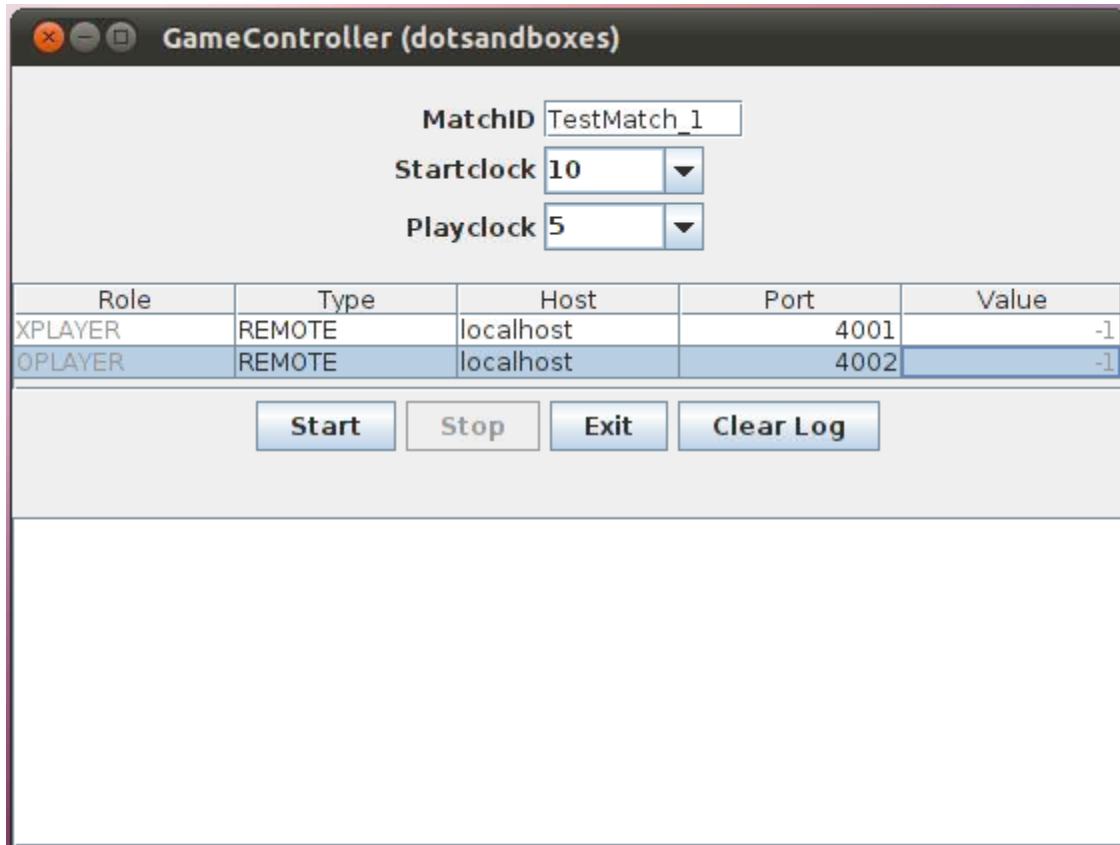 GameController (dotsandboxes)
MatchID TestMatch_1
Startclock 10
Playclock 5
Role Type Host Port Value
XPLAYER REMOTE localhost 4001 -1
OPLAYER REMOTE localhost 4002 -1
Start Stop Exit Clear Log